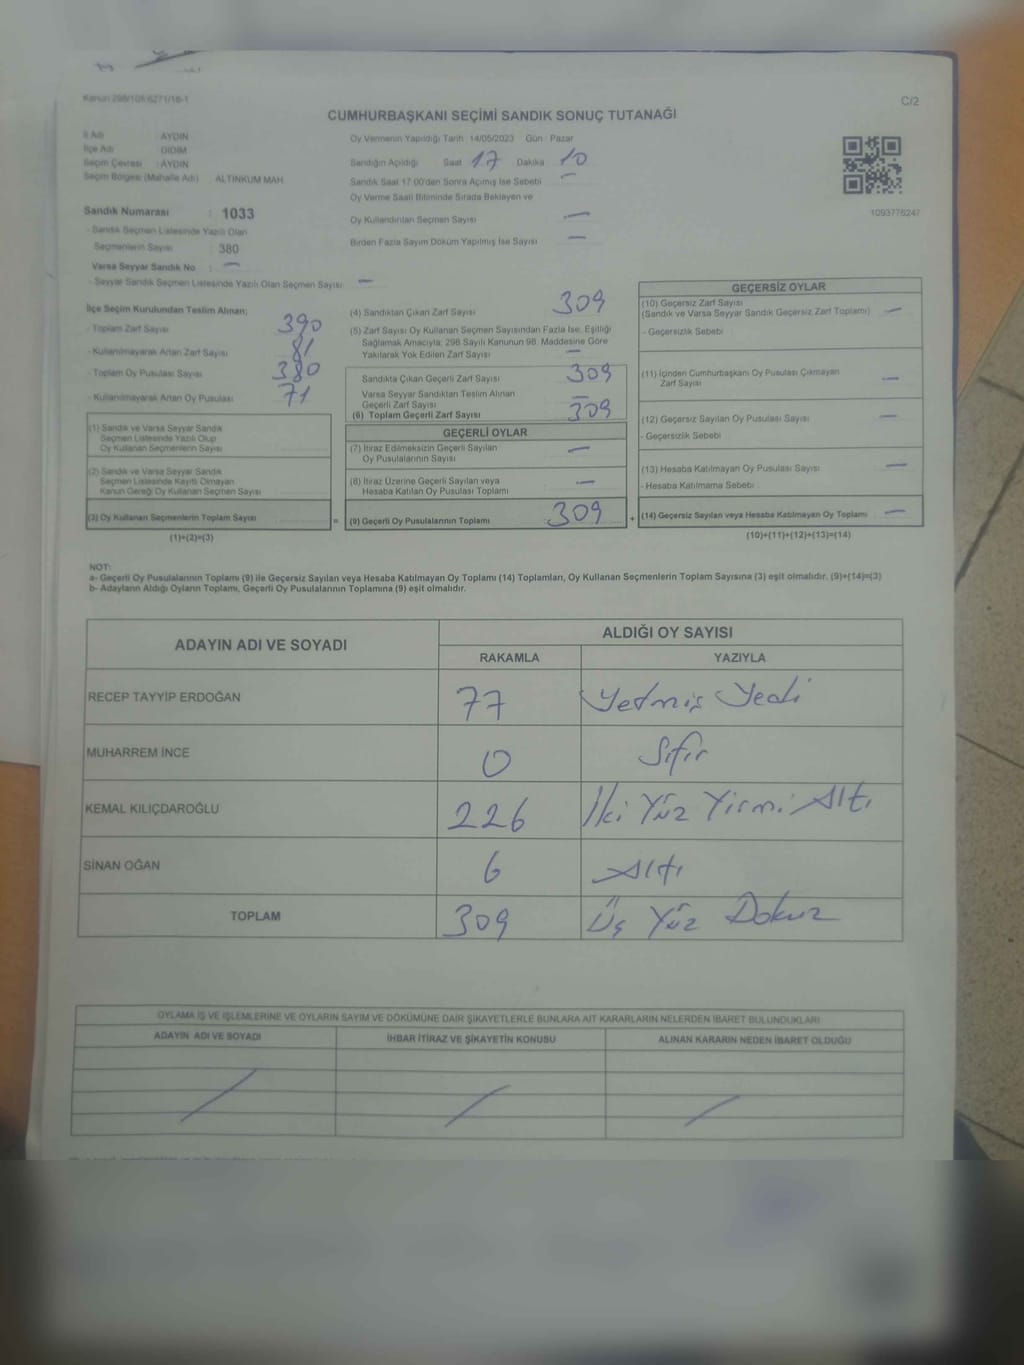 Kanun 298/105/6271/18-1
C/2
CUMHURBAŞKANI SEÇİMİ SANDIK SONUÇ TUTANAĞI
İl Adı AYDIN
İlçe Adı DİDİM
Seçim Çevresi : AYDIN
Seçim Bölgesi (Mahalle Adı) ALTINKUM MAH.
Oy Vermenin Yapıldığı Tarih 14/05/2023 Gün Pazar
Sandığın Açıldığı Saat 17 Dakika 10
Sandık Saat 17:00'den Sonra Açımış İse Sebebi —
Oy Verme Saati Bitiminde Sırada Bekleyen ve
Oy Kullandırılan Seçmen Sayısı —
Birden Fazla Sayım Döküm Yapılmış İse Sayısı —
1093776247
Sandık Numarası : 1033
- Sandık Seçmen Listesinde Yazılı Olan
Seçmenlerin Sayısı : 380
Varsa Seyyar Sandık No : —
- Seyyar Sandık Seçmen Listesinde Yazılı Olan Seçmen Sayısı —
İlçe Seçim Kurulundan Teslim Alınan;
- Toplam Zarf Sayısı 390
- Kullanılmayarak Artan Zarf Sayısı 81
- Toplam Oy Pusulası Sayısı 380
- Kullanılmayarak Artan Oy Pusulası 71
(1) Sandık ve Varsa Seyyar Sandık
Seçmen Listesinde Yazılı Olup
Oy Kullanan Seçmenlerin Sayısı
(2) Sandık ve Varsa Seyyar Sandık
Seçmen Listesinde Kayıtlı Olmayan
Kanun Gereği Oy Kullanan Seçmen Sayısı
(3) Oy Kullanan Seçmenlerin Toplam Sayısı =
(1)+(2)=(3)
(4) Sandıktan Çıkan Zarf Sayısı 309
(5) Zarf Sayısı Oy Kullanan Seçmen Sayısından Fazla İse, Eşitliği
Sağlamak Amacıyla; 298 Sayılı Kanunun 98. Maddesine Göre
Yakılarak Yok Edilen Zarf Sayısı —
Sandıkta Çıkan Geçerli Zarf Sayısı 309
Varsa Seyyar Sandıktan Teslim Alınan
Geçerli Zarf Sayısı —
(6) Toplam Geçerli Zarf Sayısı 309
GEÇERLİ OYLAR
(7) İtiraz Edilmeksizin Geçerli Sayılan
Oy Pusulalarının Sayısı —
(8) İtiraz Üzerine Geçerli Sayılan veya
Hesaba Katılan Oy Pusulası Toplamı —
(9) Geçerli Oy Pusulalarının Toplamı 309 +
GEÇERSİZ OYLAR
(10) Geçersiz Zarf Sayısı
(Sandık ve Varsa Seyyar Sandık Geçersiz Zarf Toplamı) —
- Geçersizlik Sebebi
(11) İçinden Cumhurbaşkanı Oy Pusulası Çıkmayan
Zarf Sayısı —
(12) Geçersiz Sayılan Oy Pusulası Sayısı —
- Geçersizlik Sebebi
(13) Hesaba Katılmayan Oy Pusulası Sayısı —
- Hesaba Katılmama Sebebi
(14) Geçersiz Sayılan veya Hesaba Katılmayan Oy Toplamı —
(10)+(11)+(12)+(13)=(14)
NOT:
a- Geçerli Oy Pusulalarının Toplamı (9) ile Geçersiz Sayılan veya Hesaba Katılmayan Oy Toplamı (14) Toplamları, Oy Kullanan Seçmenlerin Toplam Sayısına (3) eşit olmalıdır. (9)+(14)=(3)
b- Adayların Aldığı Oyların Toplamı, Geçerli Oy Pusulalarının Toplamına (9) eşit olmalıdır.
ADAYIN ADI VE SOYADI ALDIĞI OY SAYISI
RAKAMLA YAZIYLA
RECEP TAYYİP ERDOĞAN 77 Yetmiş Yedi
MUHARREM İNCE 0 Sıfır
KEMAL KILIÇDAROĞLU 226 İki Yüz Yirmi Altı
SİNAN OĞAN 6 Altı
TOPLAM 309 Üç Yüz Dokuz
OYLAMA İŞ VE İŞLEMLERİNE VE OYLARIN SAYIM VE DÖKÜMÜNE DAİR ŞİKAYETLERLE BUNLARA AİT KARARLARIN NELERDEN İBARET BULUNDUKLARI
ADAYIN ADI VE SOYADI İHBAR İTİRAZ VE ŞİKAYETİN KONUSU ALINAN KARARIN NEDEN İBARET OLDUĞU